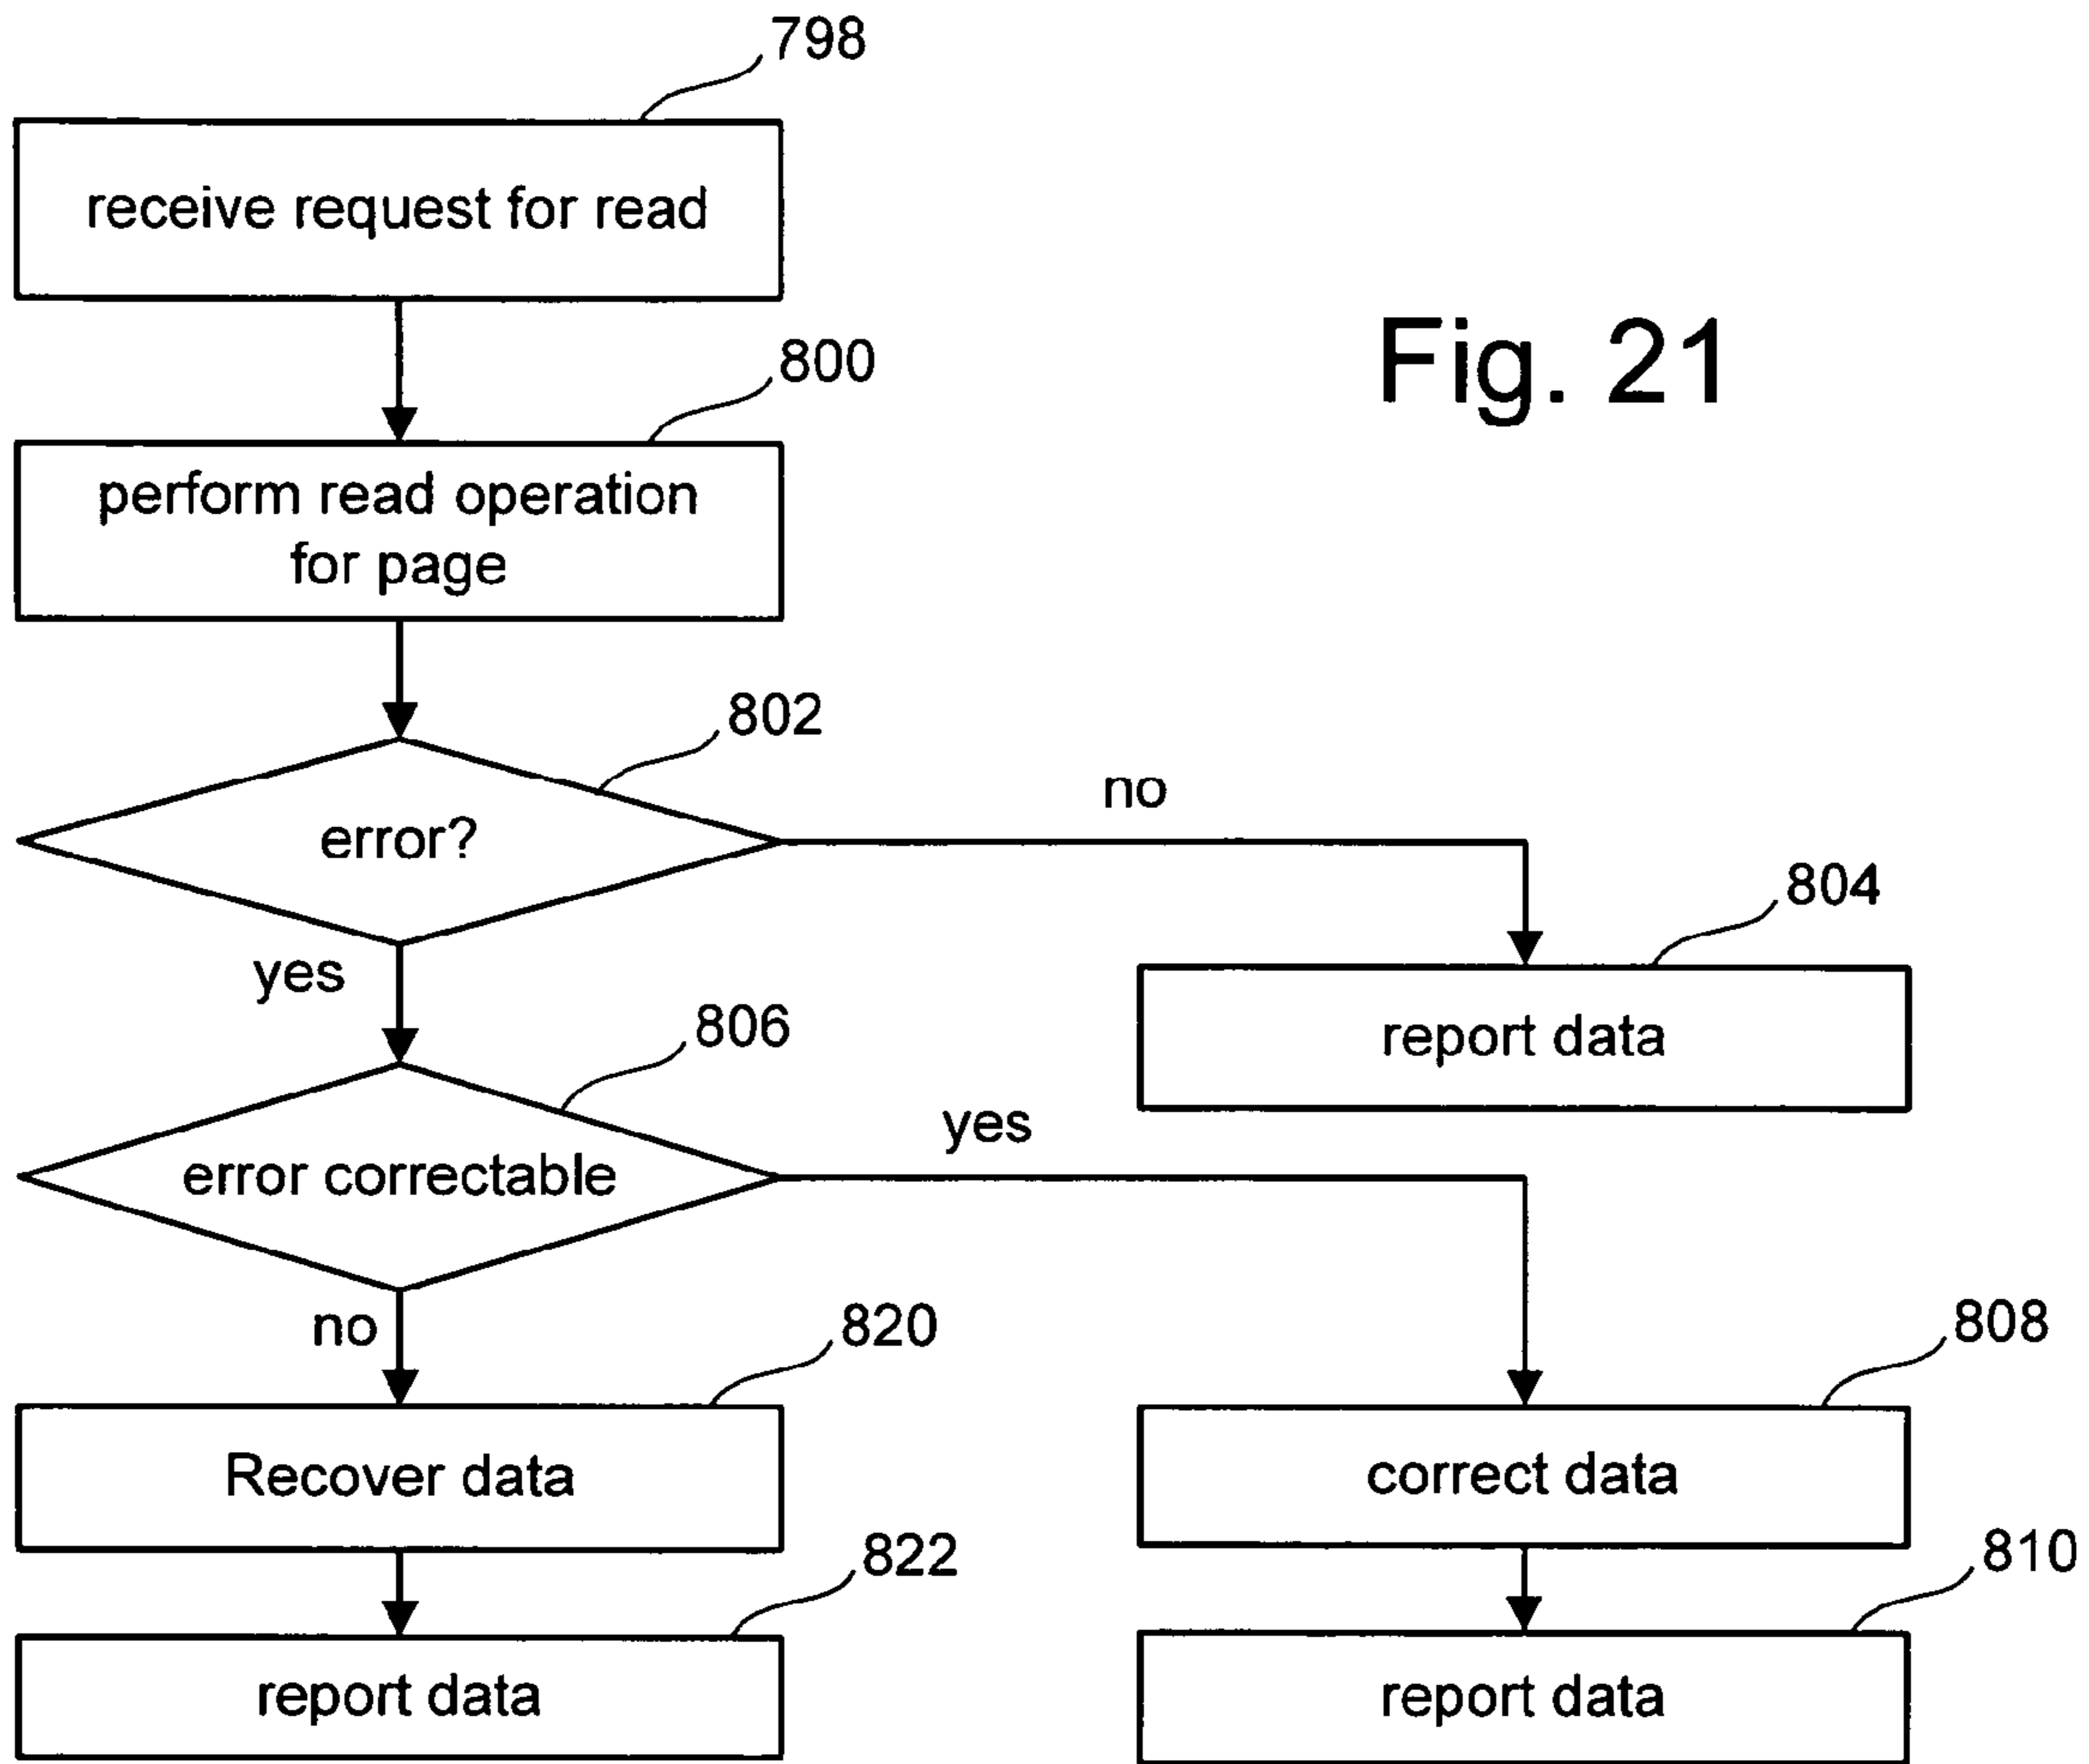 798
receive request for read
Fig. 21
800
perform read operation
for page
802
error?
no
804
report data
yes
806
error correctable
yes
no
820
Recover data
808
correct data
822
report data
810
report data